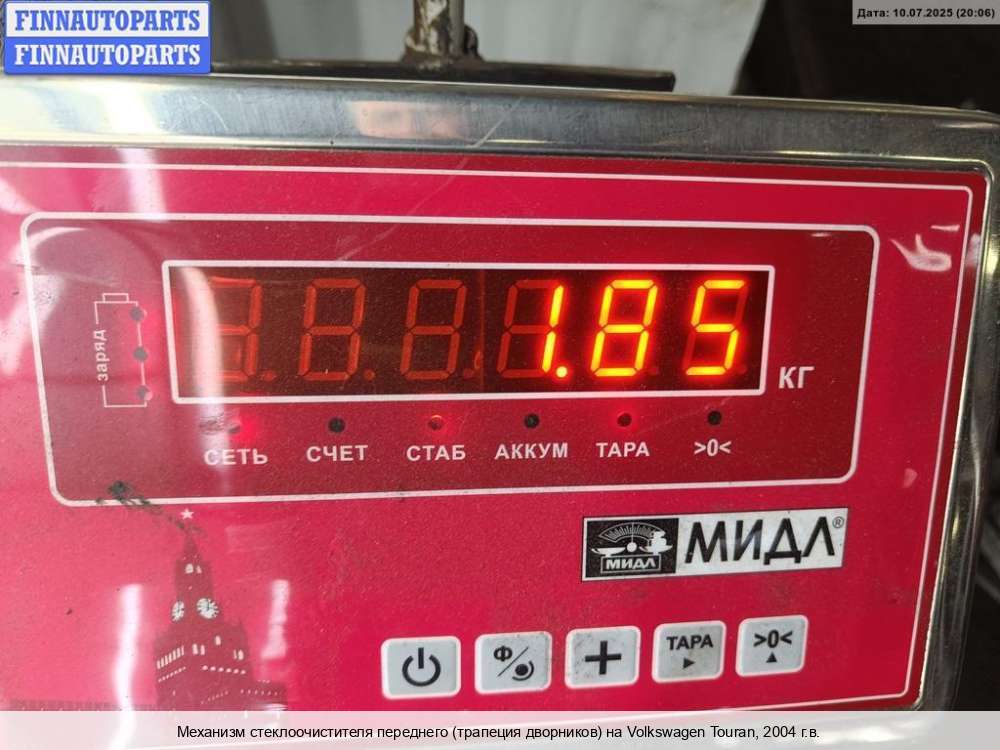 FINNAUTOPARTS
FINNAUTOPARTS
Дата: 10.07.2025 (20:06)
заряд
1.85
КГ
СЕТЬ СЧЕТ СТАБ АККУМ ТАРА >0<
МИДЛ
МИДЛ®
Ф/ + ТАРА >0<
Механизм стеклоочистителя переднего (трапеция дворников) на Volkswagen Touran, 2004 г.в.